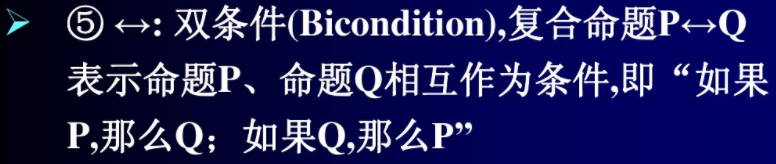 ⑤ ↔: 双条件(Bicondition),复合命题P↔Q
表示命题P、命题Q相互作为条件,即“如果
P,那么Q；如果Q,那么P”